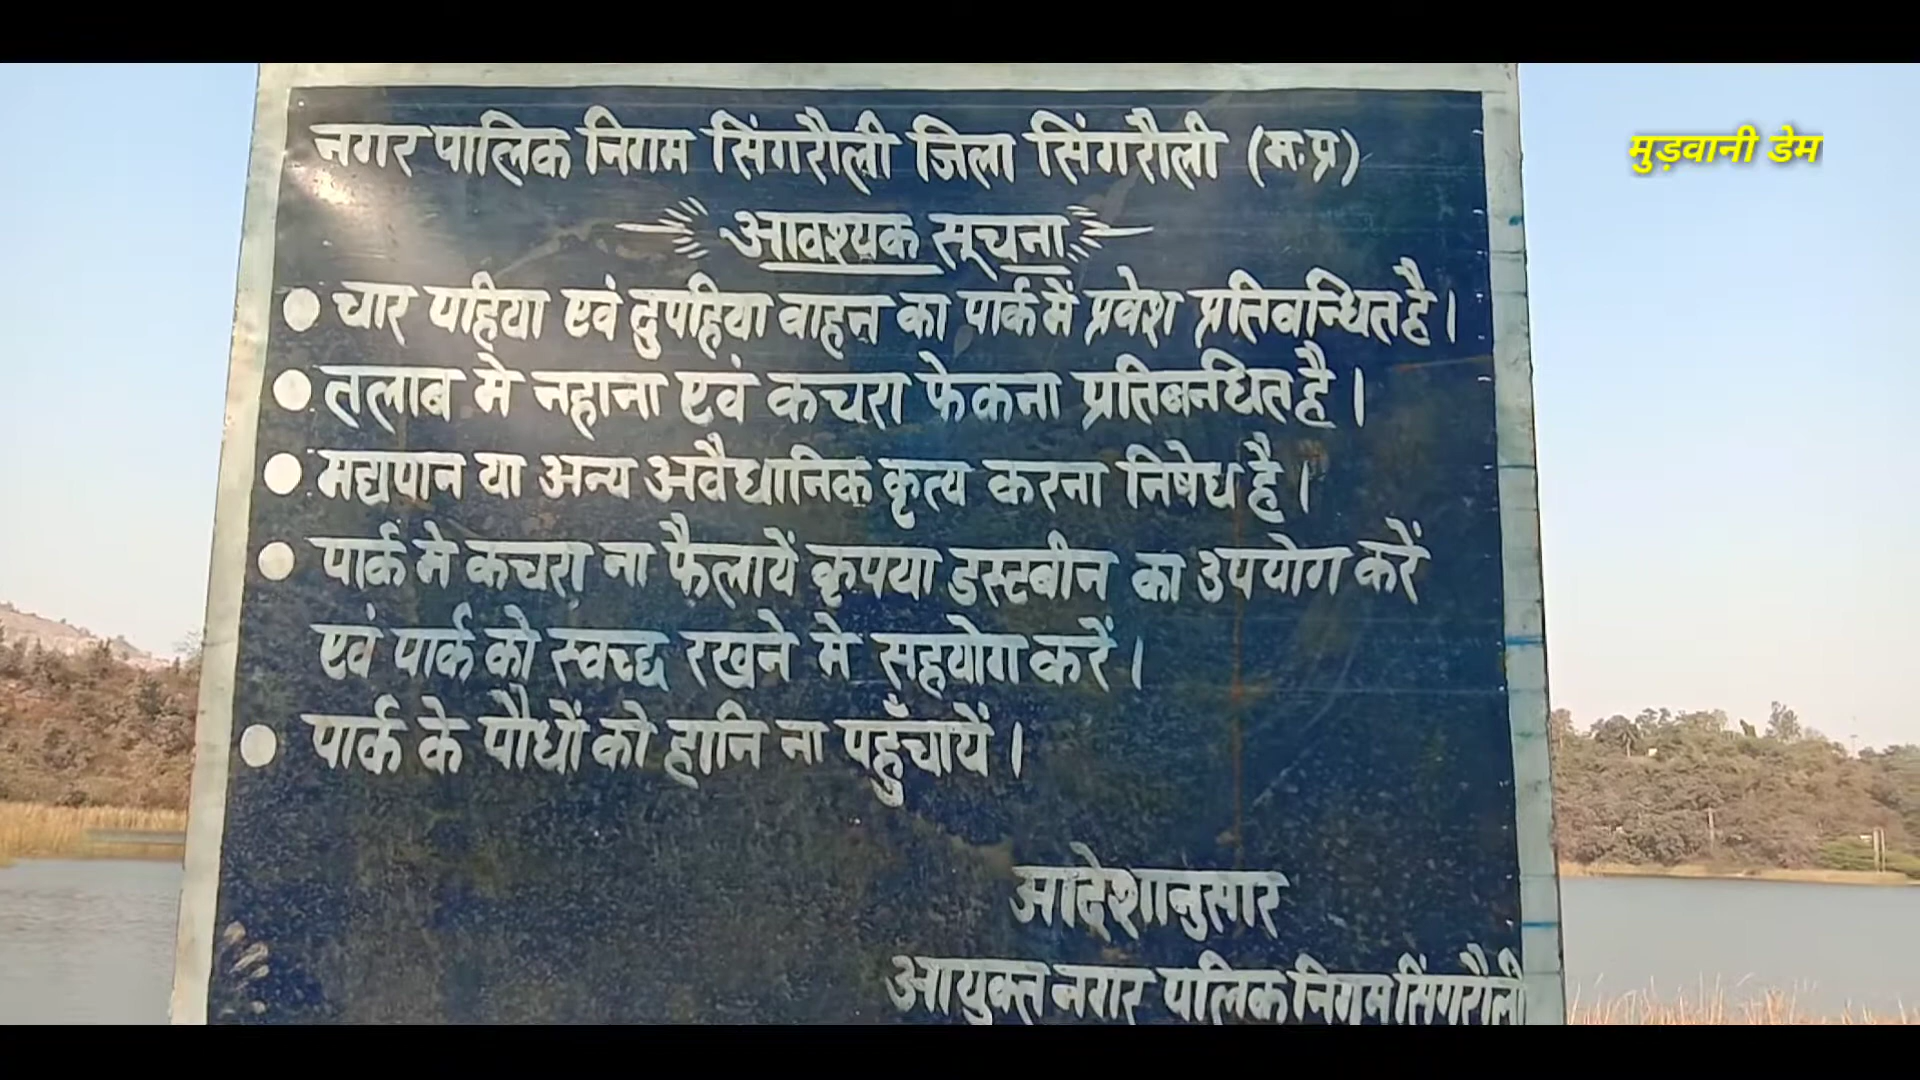 नगर पालिक निगम सिंगरौली जिला सिंगरौली (म.प्र)
मुड़वानी डेम
आवश्यक सूचना
● चार पहिया एवं दुपहिया वाहन का पार्क में प्रवेश प्रतिबन्धित है।
● तलाब मे नहाना एवं कचरा फेकना प्रतिबन्धित है।
● मद्यपान या अन्य अवैधानिक कृत्य करना निषेध है।
● पार्क मे कचरा ना फैलायें कृपया डस्टबीन का उपयोग करें
एवं पार्क को स्वच्छ रखने मे सहयोग करें।
● पार्क के पौधों को हानि ना पहुँचायें।
आदेशानुसार
आयुक्त नगर पालिक निगम सिंगरौली